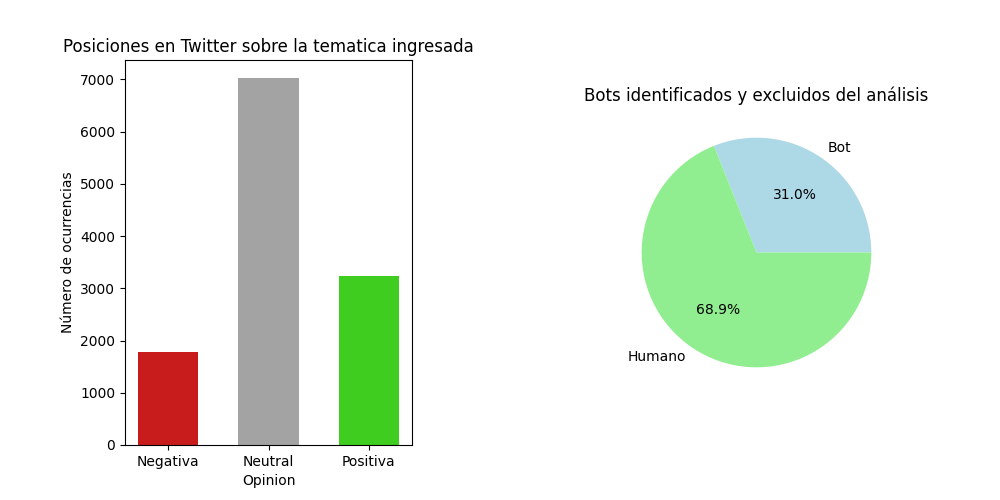 Posiciones en Twitter sobre la tematica ingresada
Número de ocurrencias
7000
6000
5000
4000
3000
2000
1000
0
Negativa
Neutral
Positiva
Opinion
Bots identificados y excluidos del análisis
Bot
31.0%
68.9%
Humano